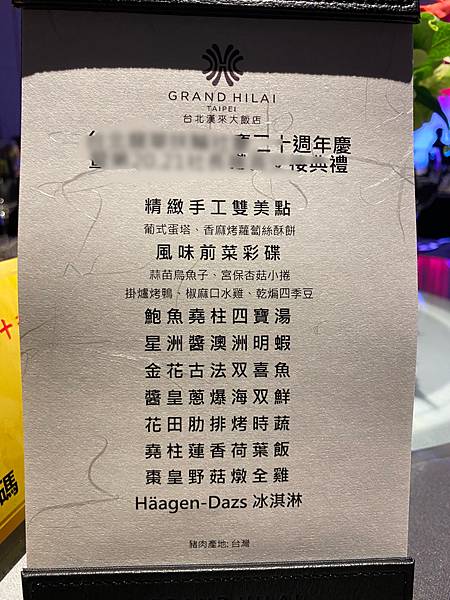 GRAND HILAI
TAIPEI
台北漢來大飯店
二十週年慶
典禮
精緻手工雙美點
葡式蛋塔、香麻烤蘿蔔絲酥餅
風味前菜彩碟
蒜苗烏魚子、宮保杏菇小捲
掛爐烤鴨、椒麻口水雞、乾煸四季豆
鮑魚堯柱四寶湯
星洲醬澳洲明蝦
金花古法双喜魚
醬皇蔥爆海双鮮
花田肋排烤時蔬
堯柱蓮香荷葉飯
棗皇野菇燉全雞
Häagen-Dazs 冰淇淋
豬肉產地: 台灣
碼